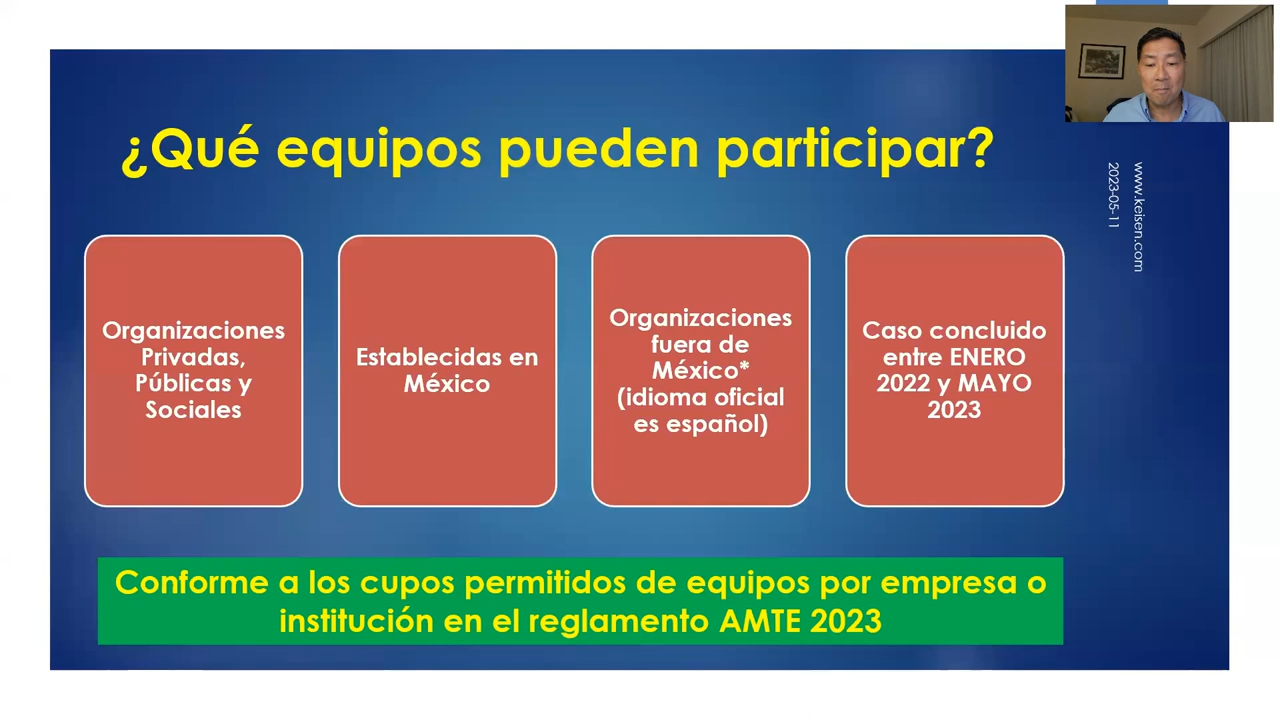 ¿Qué equipos pueden participar?
www.keisen.com
2023-05-11
Organizaciones
Privadas,
Públicas y
Sociales
Establecidas en
México
Organizaciones
fuera de
México*
(idioma oficial
es español)
Caso concluido
entre ENERO
2022 y MAYO
2023
Conforme a los cupos permitidos de equipos por empresa o
institución en el reglamento AMTE 2023